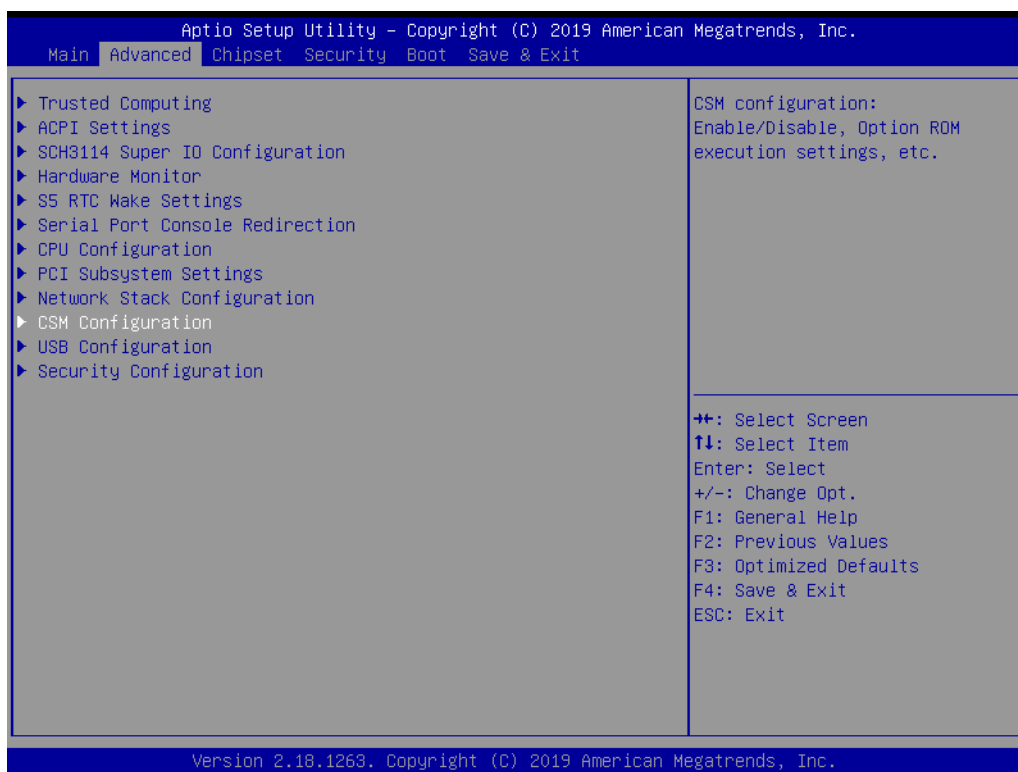 Aptio Setup Utility – Copyright (C) 2019 American Megatrends, Inc.
Main Advanced Chipset Security Boot Save & Exit
Trusted Computing
ACPI Settings
SCH3114 Super IO Configuration
Hardware Monitor
S5 RTC Wake Settings
Serial Port Console Redirection
CPU Configuration
PCI Subsystem Settings
Network Stack Configuration
CSM Configuration
USB Configuration
Security Configuration
CSM configuration:
Enable/Disable, Option ROM
execution settings, etc.
→←: Select Screen
↑↓: Select Item
Enter: Select
+/-: Change Opt.
F1: General Help
F2: Previous Values
F3: Optimized Defaults
F4: Save & Exit
ESC: Exit
Version 2.18.1263. Copyright (C) 2019 American Megatrends, Inc.